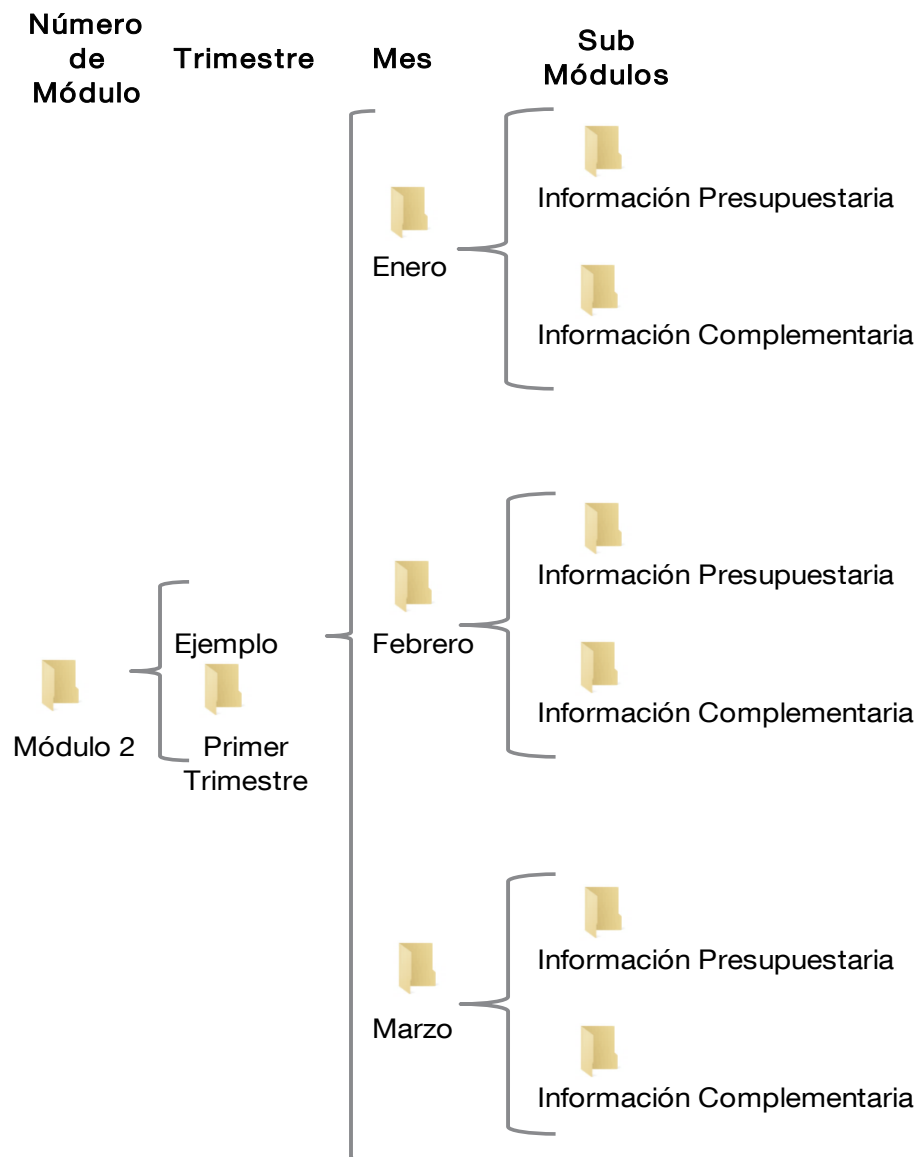 Número
de
Módulo
Trimestre
Mes
Sub
Módulos
Información Presupuestaria
Enero
Información Complementaria
Información Presupuestaria
Ejemplo
Febrero
Información Complementaria
Módulo 2
Primer
Trimestre
Información Presupuestaria
Marzo
Información Complementaria